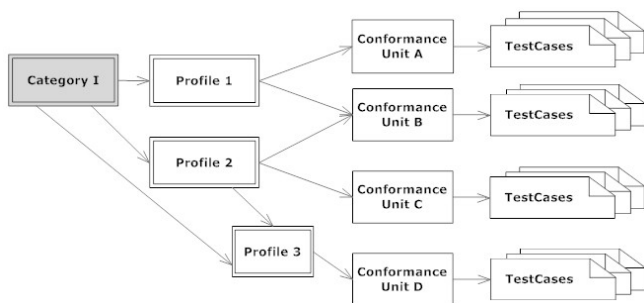 Category I
Profile 1
Profile 2
Profile 3
Conformance
Unit A
Conformance
Unit B
Conformance
Unit C
Conformance
Unit D
TestCases
TestCases
TestCases
TestCases